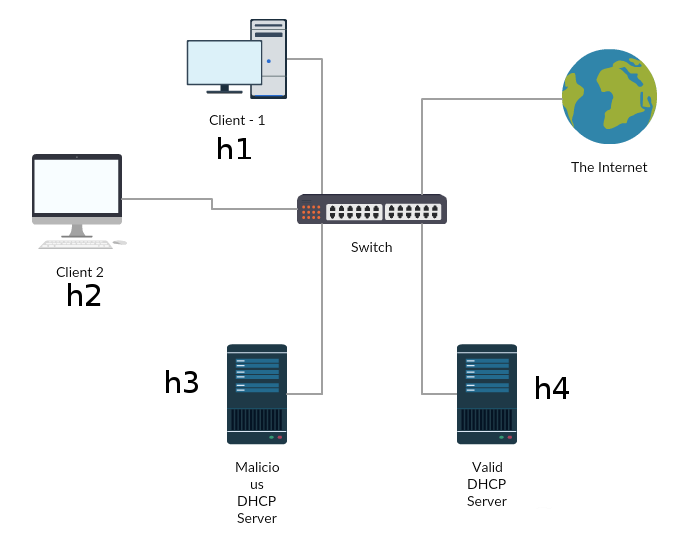 Client - 1
h1
The Internet
Client 2
h2
Switch
h3
h4
Malicio
us
DHCP
Server
Valid
DHCP
Server